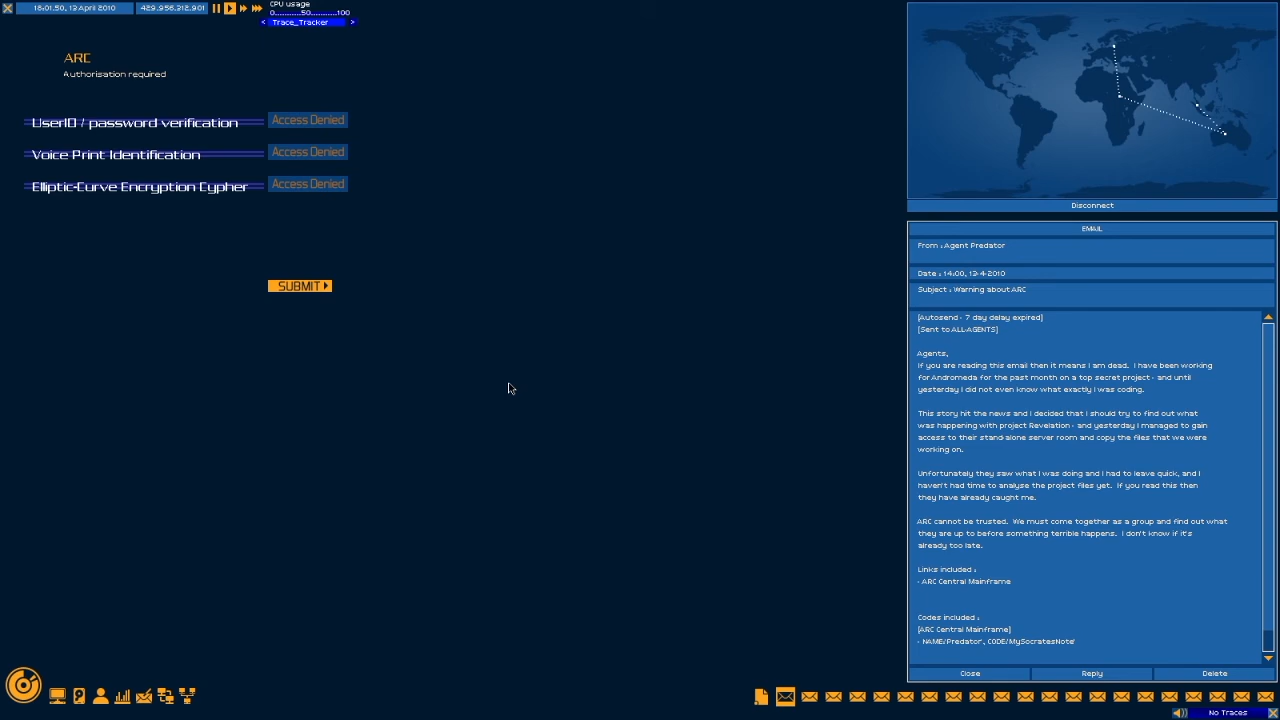 18:01.50, 13 April 2010
429.956.312.901
CPU usage
0..........50..........100
< Trace_Tracker >
ARC
Authorisation required
UserID / password verification
Access Denied
Voice Print Identification
Access Denied
Elliptic-Curve Encryption Cypher
Access Denied
SUBMIT
Disconnect
EMAIL
From : Agent Predator
Date : 14:00, 13-4-2010
Subject : Warning about ARC
[Autosend - 7 day delay expired]
[Sent to ALL-AGENTS]
Agents,
If you are reading this email then it means I am dead. I have been working
for Andromeda for the past month on a top secret project - and until
yesterday I did not even know what exactly I was coding.
This story hit the news and I decided that I should try to find out what
was happening with project Revelation - and yesterday I managed to gain
access to their stand-alone server room and copy the files that we were
working on.
Unfortunately they saw what I was doing and I had to leave quick, and I
haven't had time to analyse the project files yet. If you read this then
they have already caught me.
ARC cannot be trusted. We must come together as a group and find out what
they are up to before something terrible happens. I don't know if it's
already too late.
Links included :
- ARC Central Mainframe
Codes included :
[ARC Central Mainframe]
- NAME/'Predator', CODE/'MySocratesNote'
Close
Reply
Delete
No Traces